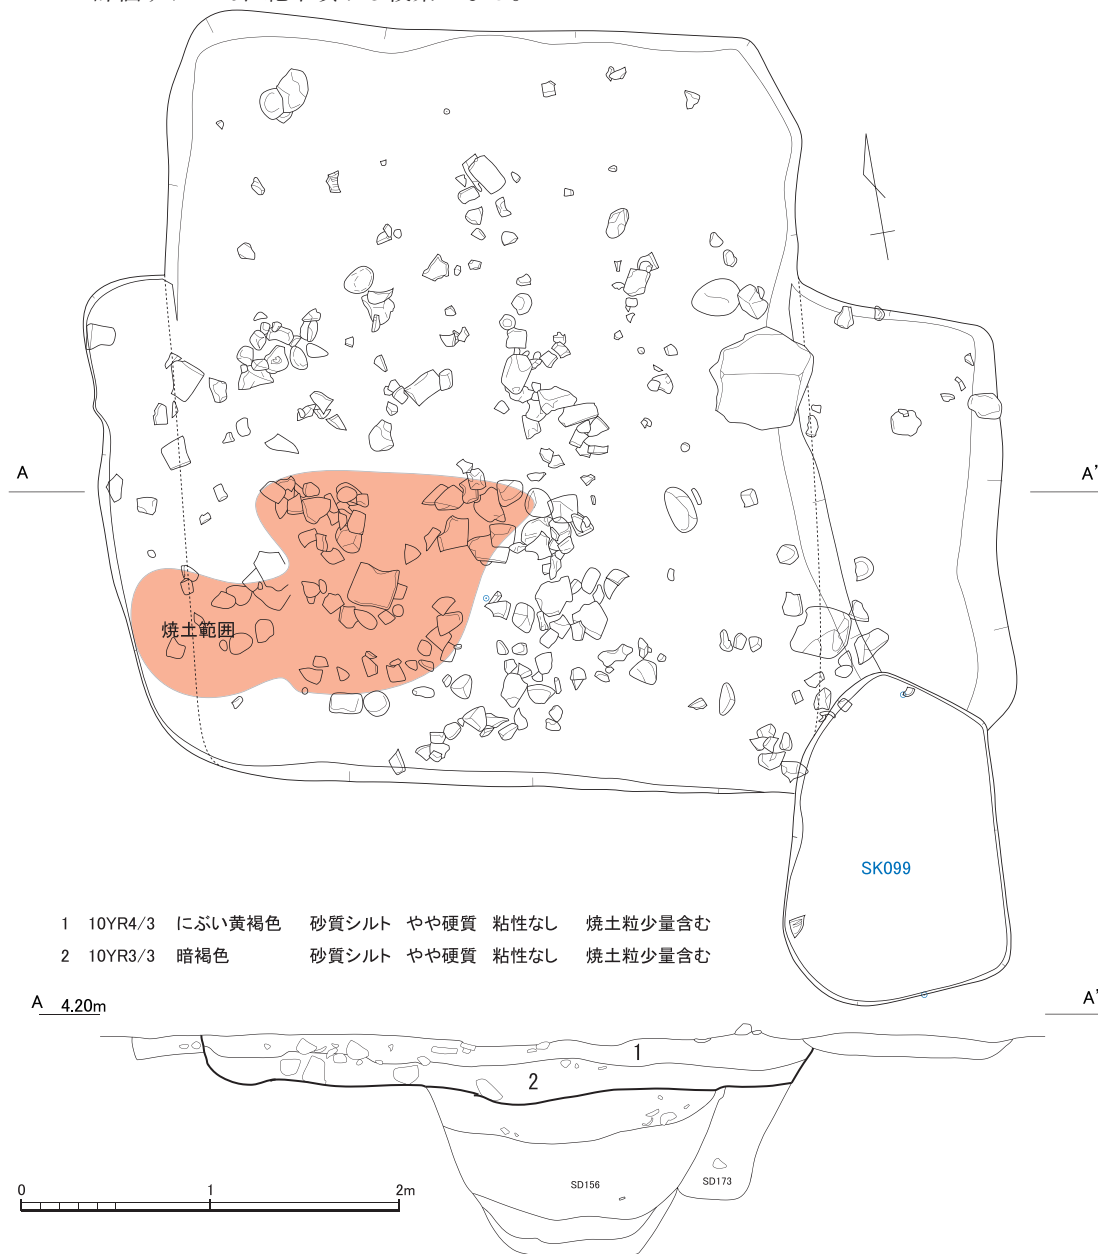 A A'
焼土範囲
SK099
1 10YR4/3 にぶい黄褐色 砂質シルト やや硬質 粘性なし 焼土粒少量含む
2 10YR3/3 暗褐色 砂質シルト やや硬質 粘性なし 焼土粒少量含む
A 4.20m A'
1
2
SD156 SD173
0 1 2m